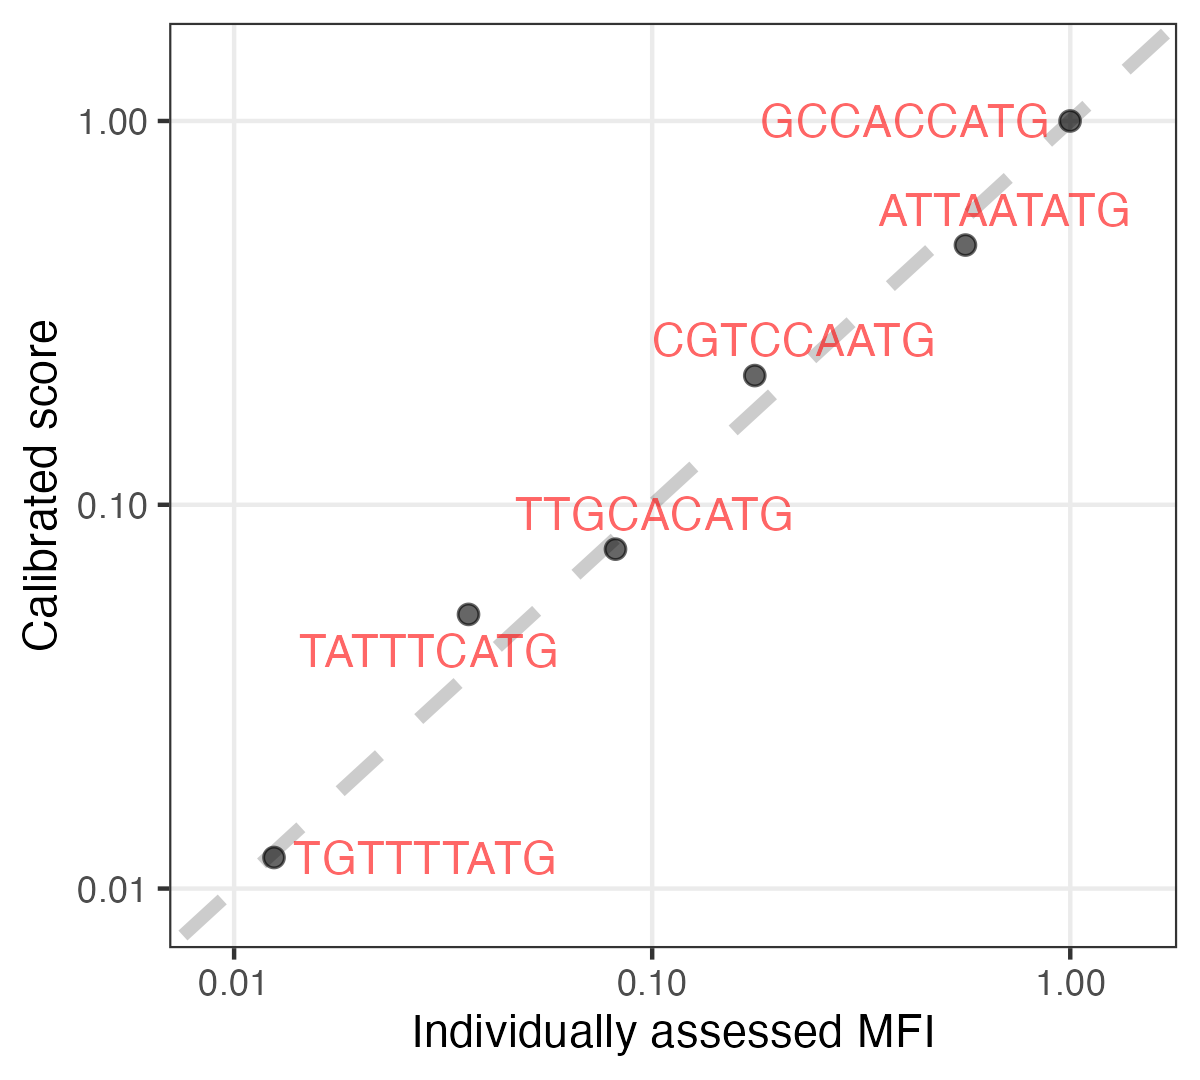 GCCACCATG
1.00
ATTAATATG
CGTCCAATG
Calibrated score
0.10
TTGCACATG
TATTTCATG
TGTTTTATG
0.01
0.01 0.10 1.00
Individually assessed MFI